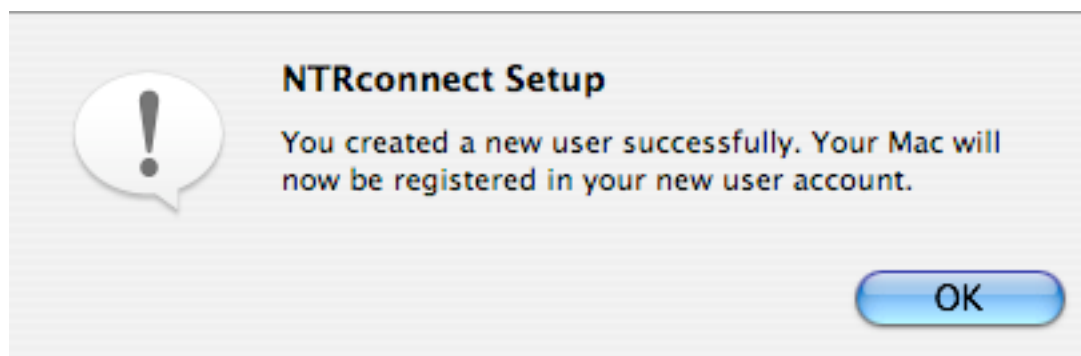 NTRconnect Setup
You created a new user successfully. Your Mac will
now be registered in your new user account.
OK